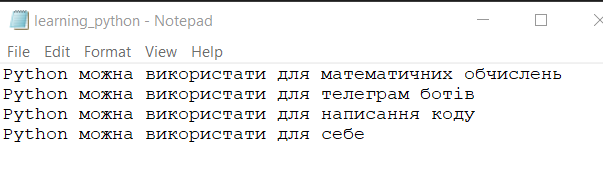 learning_python - Notepad
File Edit Format View Help
Python можна використати для математичних обчислень
Python можна використати для телеграм ботів
Python можна використати для написання коду
Python можна використати для себе